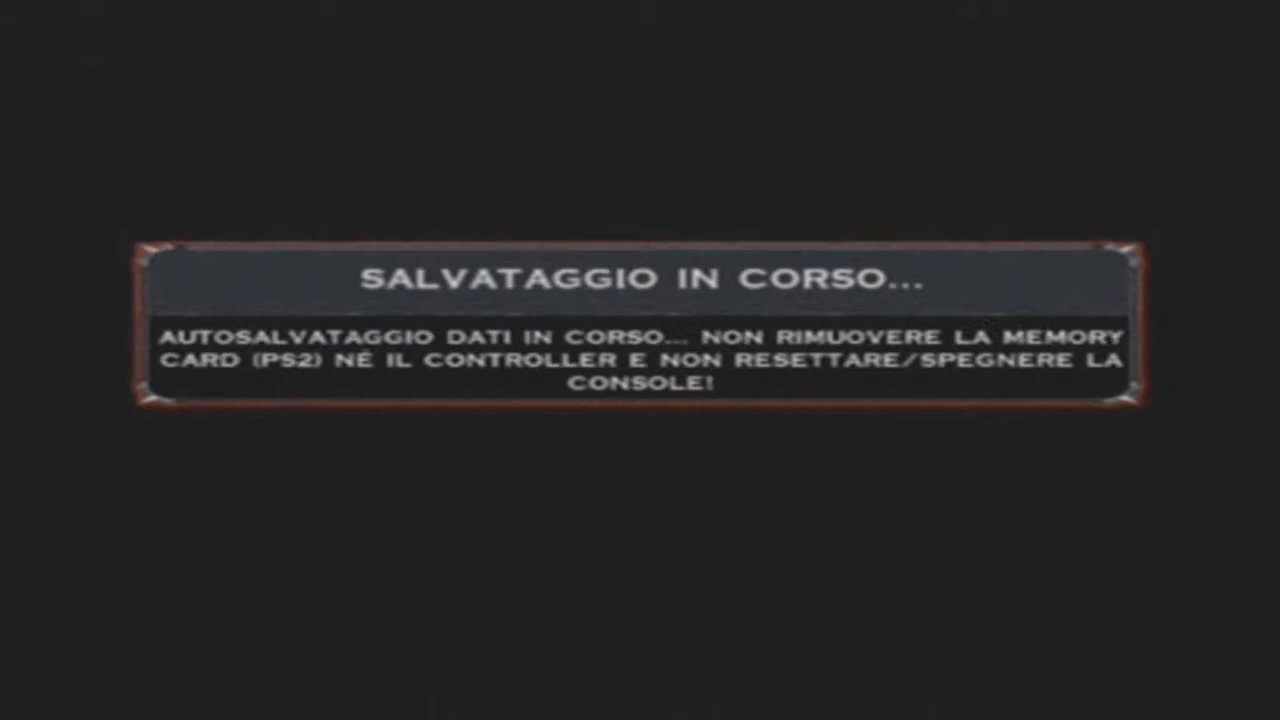 SALVATAGGIO IN CORSO...
AUTOSALVATAGGIO DATI IN CORSO... NON RIMUOVERE LA MEMORY
CARD (PS2) NÉ IL CONTROLLER E NON RESETTARE/SPEGNERE LA
CONSOLE!